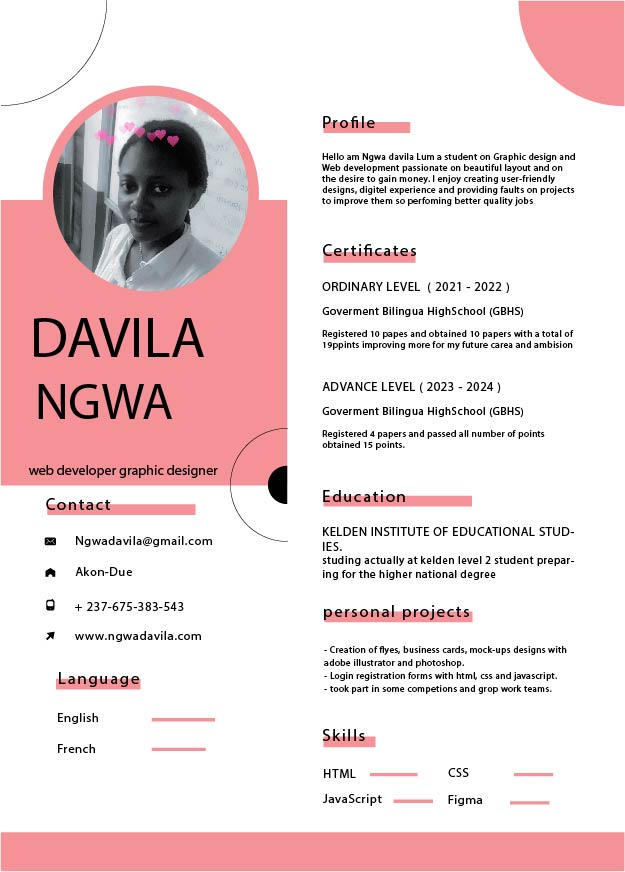 DAVILA
NGWA
web developer graphic designer
Contact
Ngwadavila@gmail.com
Akon-Due
+ 237-675-383-543
www.ngwadavila.com
Language
English
French
Profile
Hello am Ngwa davila Lum a student on Graphic design and
Web development passionate on beautiful layout and on
the desire to gain money. I enjoy creating user-friendly
designs, digitel experience and providing faults on projects
to improve them so perfoming better quality jobs
Certificates
ORDINARY LEVEL ( 2021 - 2022 )
Goverment Bilingua HighSchool (GBHS)
Registered 10 papes and obtained 10 papers with a total of
19ppints improving more for my future carea and ambision
ADVANCE LEVEL ( 2023 - 2024 )
Goverment Bilingua HighSchool (GBHS)
Registered 4 papers and passed all number of points
obtained 15 points.
Education
KELDEN INSTITUTE OF EDUCATIONAL STUD-
IES.
studing actually at kelden level 2 student prepar-
ing for the higher national degree
personal projects
- Creation of flyes, business cards, mock-ups designs with
adobe illustrator and photoshop.
- Login registration forms with html, css and javascript.
- took part in some competions and grop work teams.
Skills
HTML CSS
JavaScript Figma